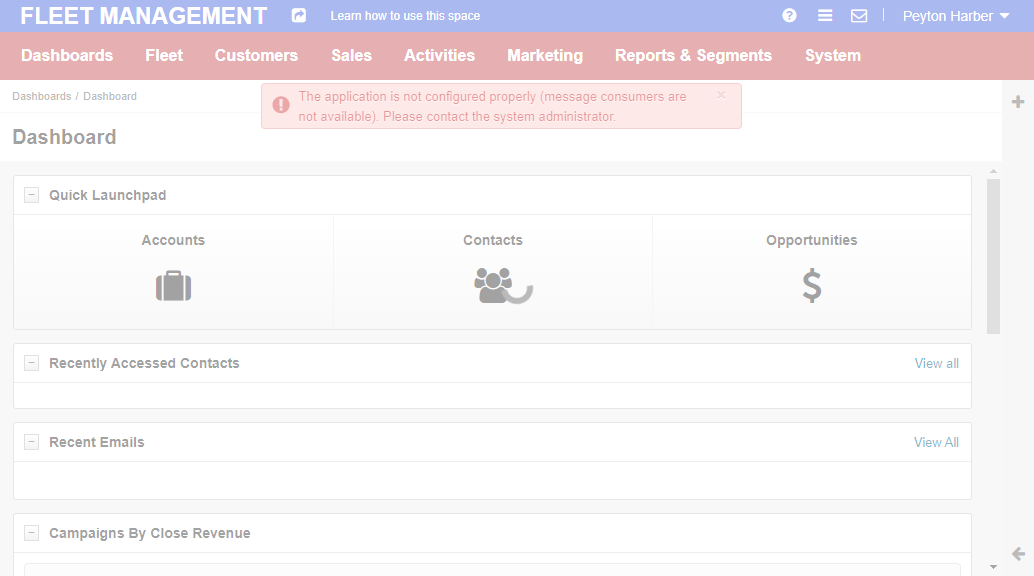 FLEET MANAGEMENT
Learn how to use this space
Peyton Harber
Dashboards
Fleet
Customers
Sales
Activities
Marketing
Reports & Segments
System
Dashboards / Dashboard
The application is not configured properly (message consumers are
not available). Please contact the system administrator.
Dashboard
Quick Launchpad
Accounts
Contacts
Opportunities
Recently Accessed Contacts
View all
Recent Emails
View All
Campaigns By Close Revenue